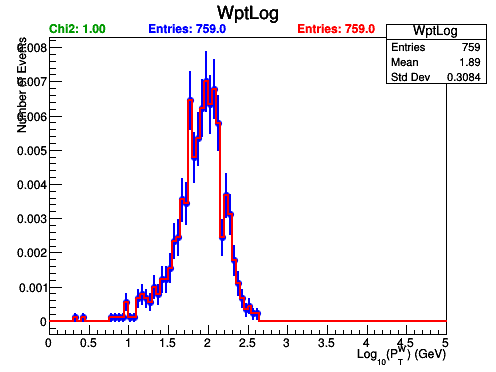 WptLog
Chi2: 1.00 Entries: 759.0 Entries: 759.0
WptLog
Entries 759
Mean 1.89
Std Dev 0.3084
Number of Events
0.008
0.007
0.006
0.005
0.004
0.003
0.002
0.001
0
0 0.5 1 1.5 2 2.5 3 3.5 4 4.5 5
Log10(PTW) (GeV)